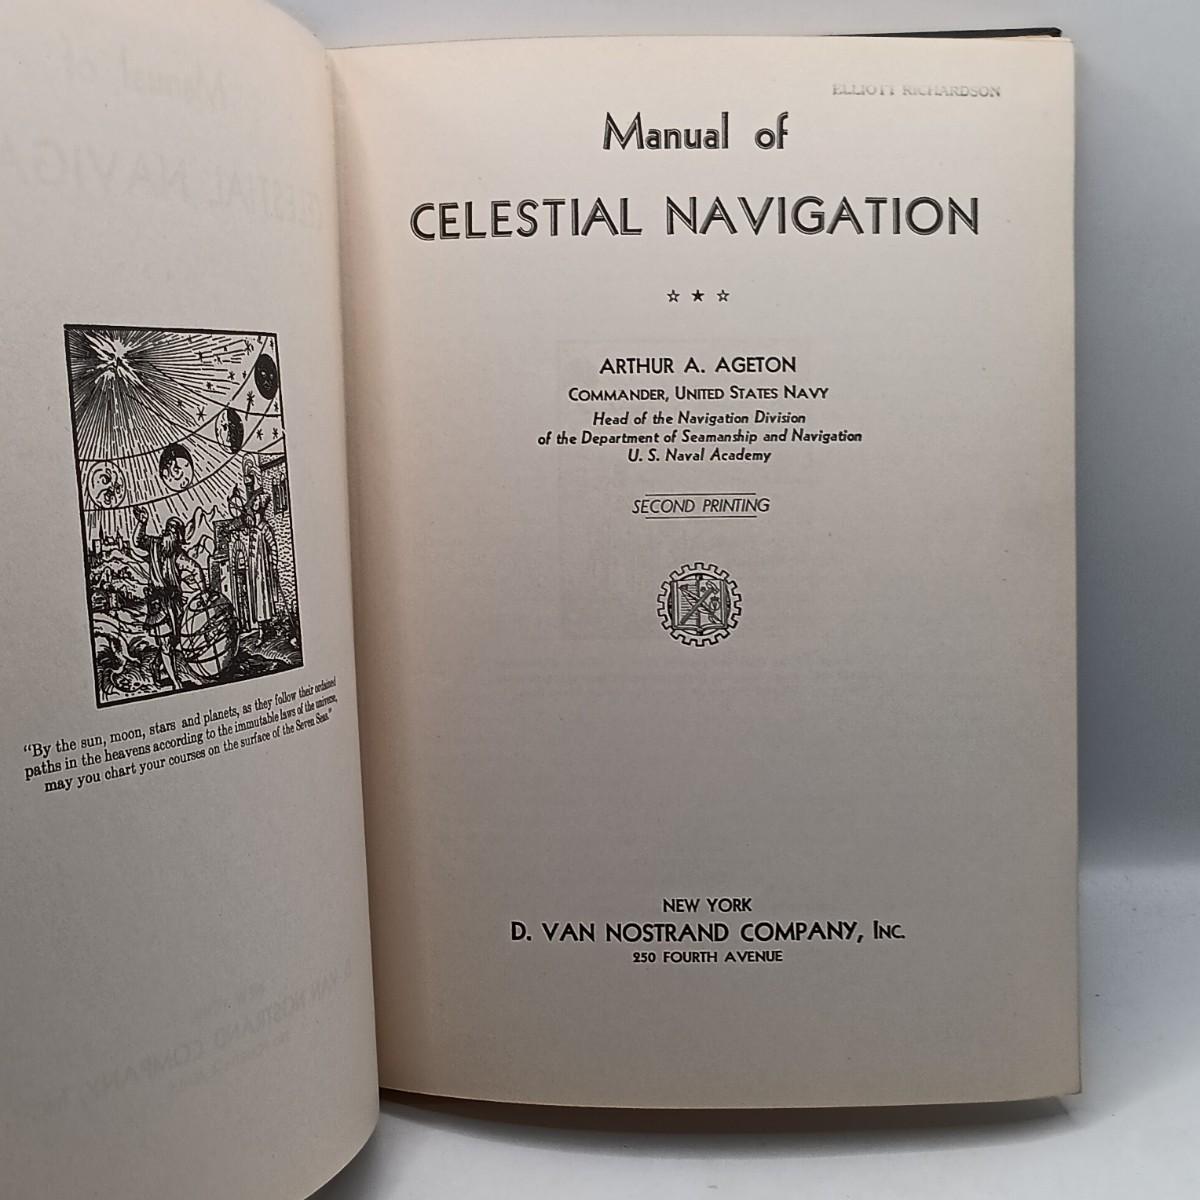 "By the sun, moon, stars and planets, as they follow their ordained
paths in the heavens according to the immutable laws of the universe,
may you chart your courses on the surface of the Seven Seas."
ELLIOTT RICHARDSON
Manual of
CELESTIAL NAVIGATION
☆ ★ ☆
ARTHUR A. AGETON
COMMANDER, UNITED STATES NAVY
Head of the Navigation Division
of the Department of Seamanship and Navigation
U. S. Naval Academy
SECOND PRINTING
NEW YORK
D. VAN NOSTRAND COMPANY, INC.
250 FOURTH AVENUE